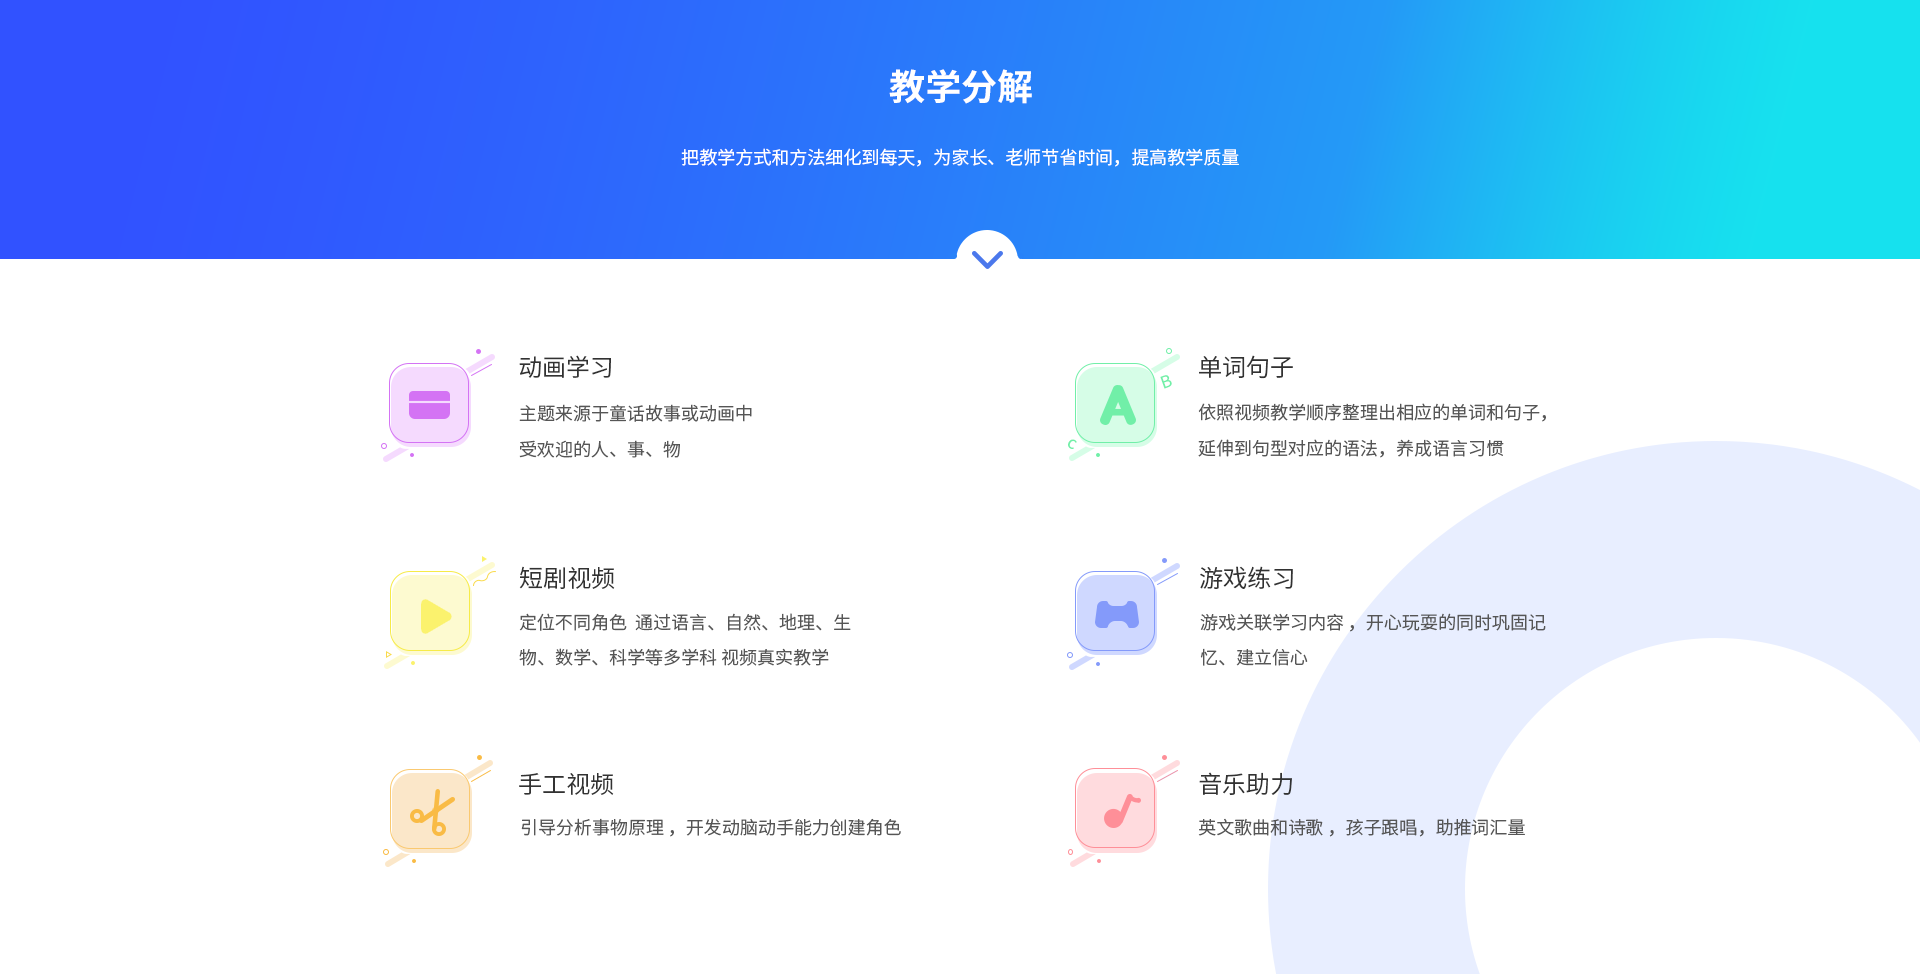 教学分解
把教学方式和方法细化到每天，为家长、老师节省时间，提高教学质量
动画学习
主题来源于童话故事或动画中
受欢迎的人、事、物
A
B
C
单词句子
依照视频教学顺序整理出相应的单词和句子，
延伸到句型对应的语法，养成语言习惯
短剧视频
定位不同角色 通过语言、自然、地理、生
物、数学、科学等多学科 视频真实教学
游戏练习
游戏关联学习内容，开心玩耍的同时巩固记
忆、建立信心
手工视频
引导分析事物原理，开发动脑动手能力创建角色
音乐助力
英文歌曲和诗歌，孩子跟唱，助推词汇量